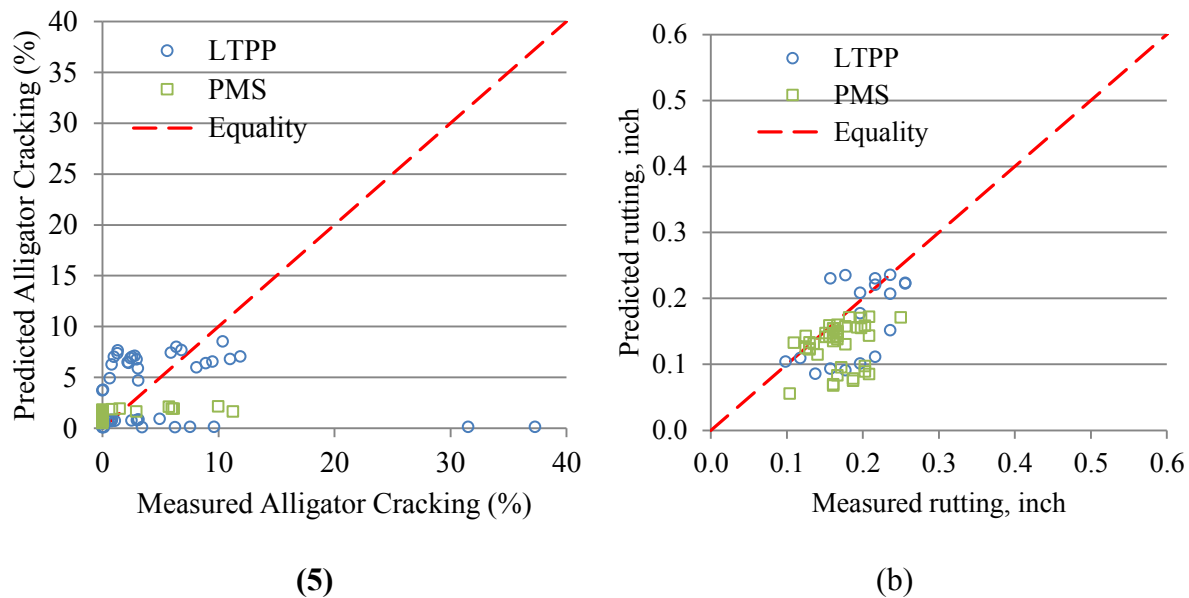 40
35
30
25
20
15
10
5
0
Predicted Alligator Cracking (%)
LTPP
PMS
Equality
0 10 20 30 40
Measured Alligator Cracking (%)
(5)
0.6
0.5
0.4
0.3
0.2
0.1
0.0
Predicted rutting, inch
LTPP
PMS
Equality
0.0 0.1 0.2 0.3 0.4 0.5 0.6
Measured rutting, inch
(b)